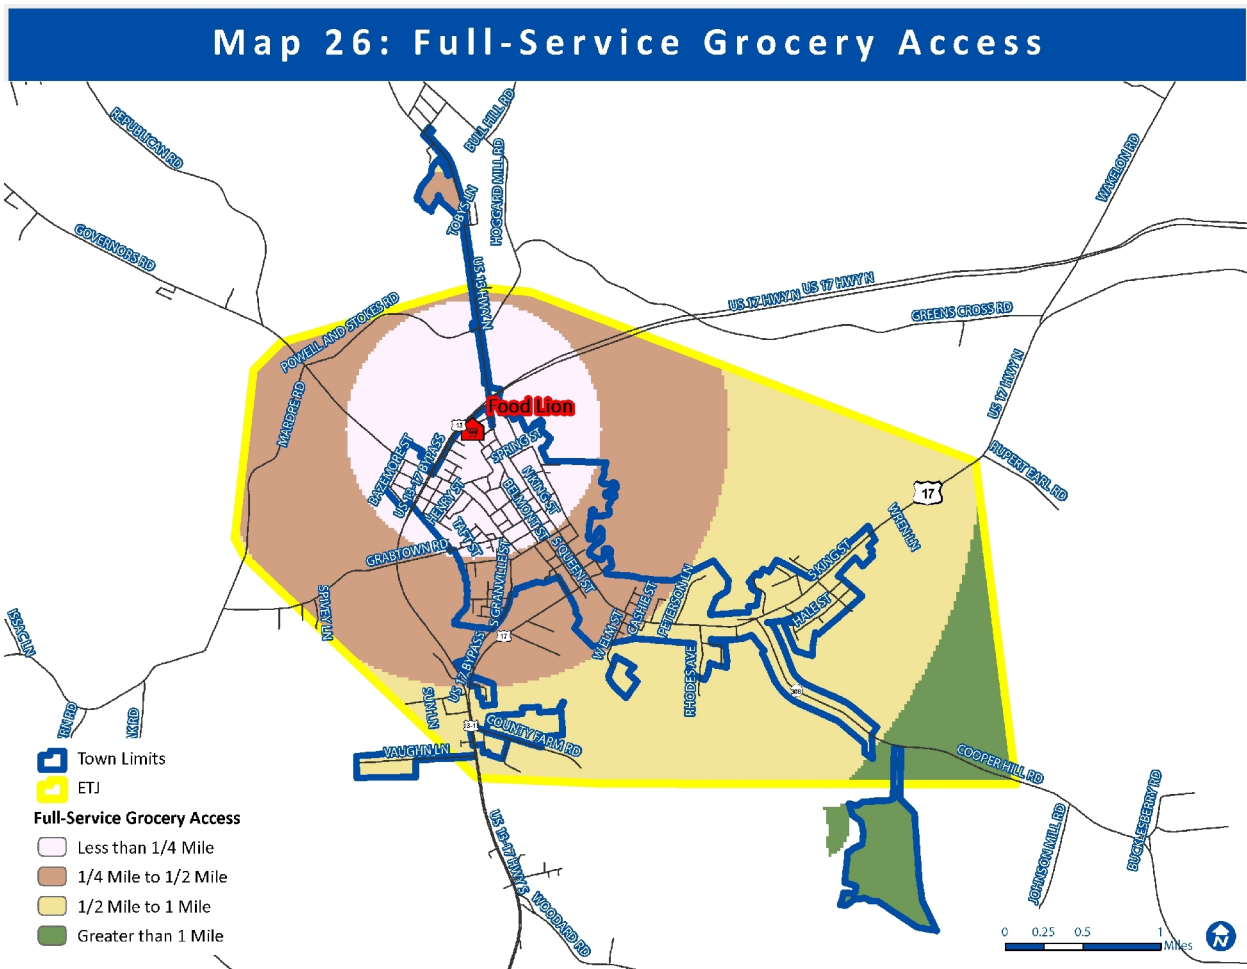 Map 26: Full-Service Grocery Access
REPUBLICAN RD
BULL HILL RD
HOGGARD MILL RD
WAKELON RD
TOBYS LN
GOVERNORS RD
US 13 HWY N
US 17 HWY N
US 17 HWY N
POWELL AND STOKES RD
GREENS CROSS RD
MARDRE RD
US 17 HWY N
Food Lion
13
SPRING ST
BAZEMORE ST
US 13-17 BYPASS
RUPERT EARL RD
N KING ST
HENRY ST
BELMONT ST
17
WREN LN
TAFT ST
GRABTOWN RD
S QUEEN ST
S KING ST
S GRANVILLE ST
SPIVEY LN
CASHIE ST
PETERSON LN
HALE ST
ISSAC LN
17
W ELM ST
US 17 BYPASS
RHODES AVE
308
SUN LN
COUNTY FARM RD
VAUGHN LN
COOPER HILL RD
US 13-17 HWY S
JOHNSON MILL RD
BUCKLESBERRY RD
WOODARD RD
Town Limits
ETJ
Full-Service Grocery Access
Less than 1/4 Mile
1/4 Mile to 1/2 Mile
1/2 Mile to 1 Mile
Greater than 1 Mile
0 0.25 0.5 1
Miles
N